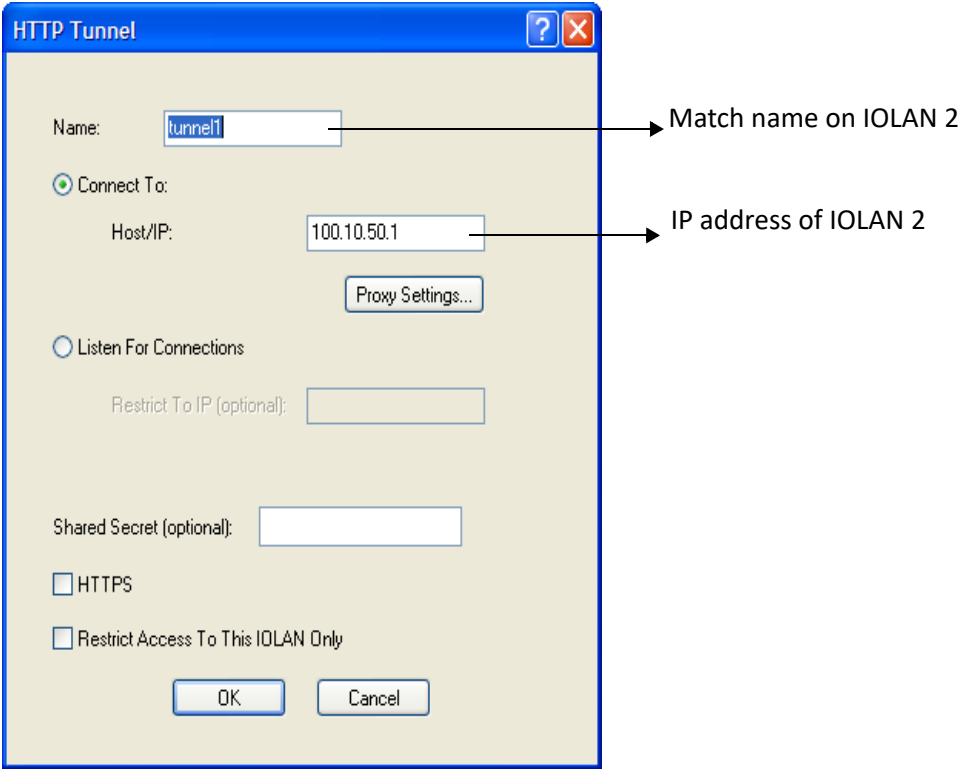 HTTP Tunnel
Name: tunnel1
Match name on IOLAN 2
Connect To:
Host/IP: 100.10.50.1
IP address of IOLAN 2
Proxy Settings...
Listen For Connections
Restrict To IP (optional):
Shared Secret (optional):
HTTPS
Restrict Access To This IOLAN Only
OK Cancel